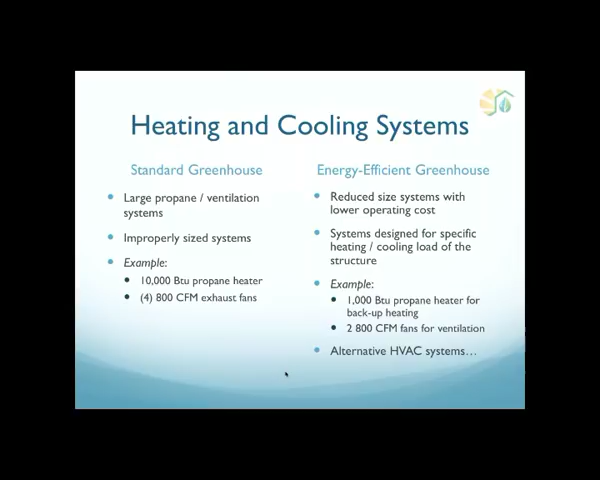 Heating and Cooling Systems
Standard Greenhouse
Large propane / ventilation
systems
Improperly sized systems
Example:
10,000 Btu propane heater
(4) 800 CFM exhaust fans
Energy-Efficient Greenhouse
Reduced size systems with
lower operating cost
Systems designed for specific
heating / cooling load of the
structure
Example:
1,000 Btu propane heater for
back-up heating
2 800 CFM fans for ventilation
Alternative HVAC systems…